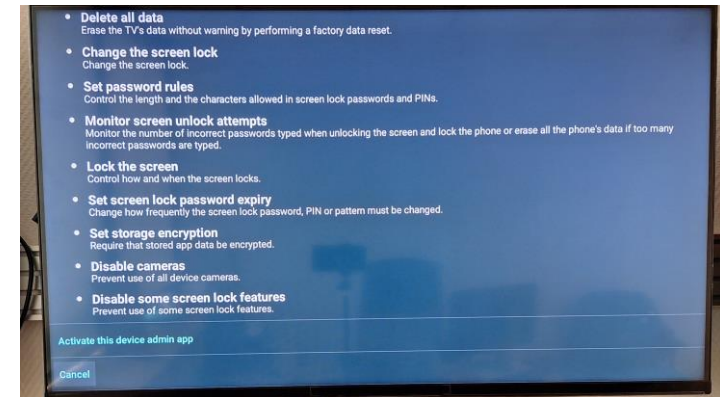 • Delete all data
Erase the TV's data without warning by performing a factory data reset.
• Change the screen lock
Change the screen lock.
• Set password rules
Control the length and the characters allowed in screen lock passwords and PINs.
• Monitor screen unlock attempts
Monitor the number of incorrect passwords typed when unlocking the screen and lock the phone or erase all the phone's data if too many
incorrect passwords are typed.
• Lock the screen
Control how and when the screen locks.
• Set screen lock password expiry
Change how frequently the screen lock password, PIN or pattern must be changed.
• Set storage encryption
Require that stored app data be encrypted.
• Disable cameras
Prevent use of all device cameras.
• Disable some screen lock features
Prevent use of some screen lock features.
Activate this device admin app
Cancel